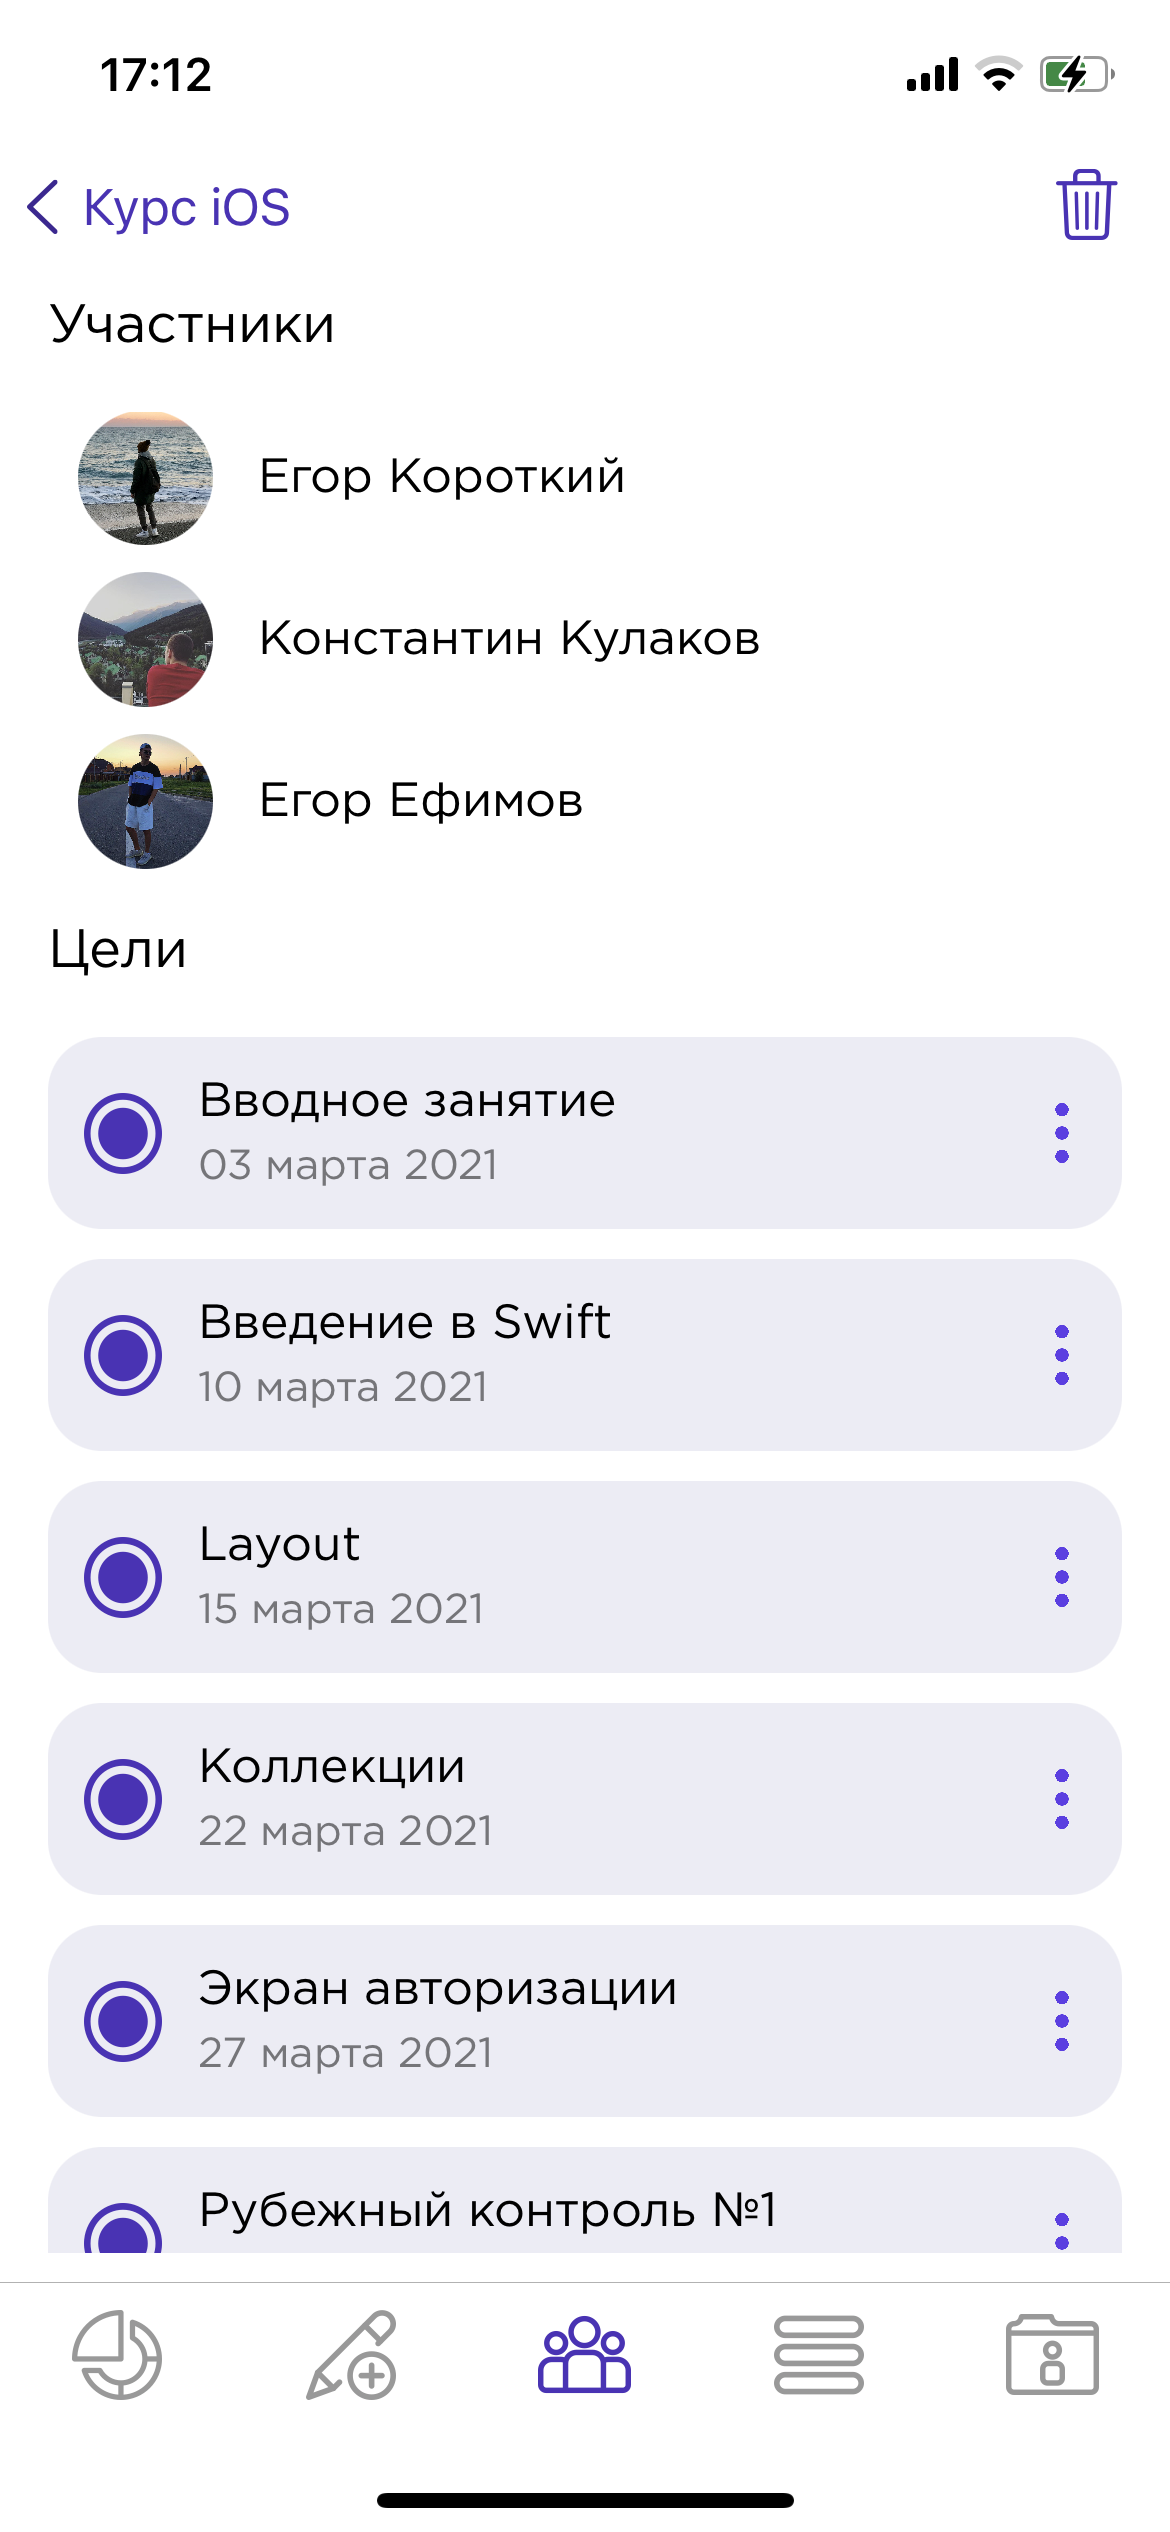 17:12
Курс iOS
Участники
Егор Короткий
Константин Кулаков
Егор Ефимов
Цели
Вводное занятие
03 марта 2021
Введение в Swift
10 марта 2021
Layout
15 марта 2021
Коллекции
22 марта 2021
Экран авторизации
27 марта 2021
Рубежный контроль №1